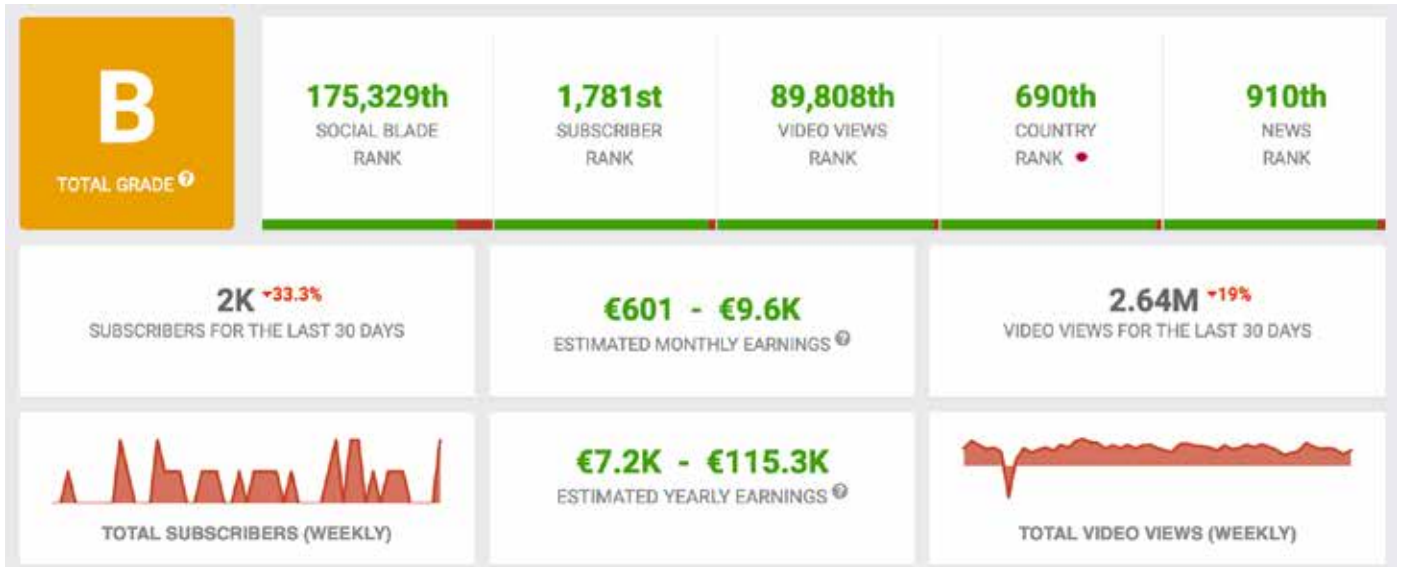 B
TOTAL GRADE ?
175,329th
SOCIAL BLADE
RANK
1,781st
SUBSCRIBER
RANK
89,808th
VIDEO VIEWS
RANK
690th
COUNTRY
RANK
910th
NEWS
RANK
2K -33.3%
SUBSCRIBERS FOR THE LAST 30 DAYS
€601 - €9.6K
ESTIMATED MONTHLY EARNINGS ?
2.64M -19%
VIDEO VIEWS FOR THE LAST 30 DAYS
TOTAL SUBSCRIBERS (WEEKLY)
€7.2K - €115.3K
ESTIMATED YEARLY EARNINGS ?
TOTAL VIDEO VIEWS (WEEKLY)